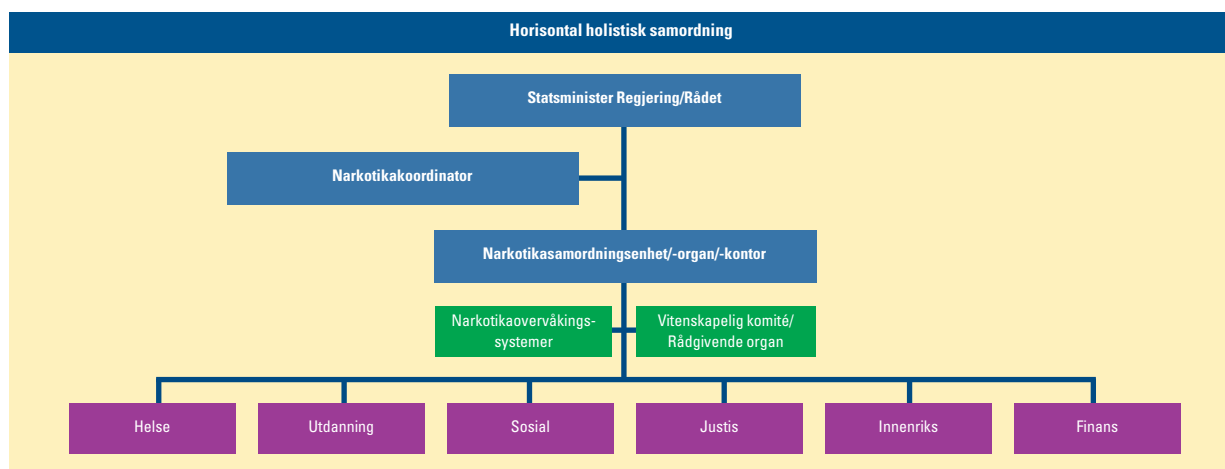 Horisontal holistisk samordning
Statsminister Regjering/Rådet
Narkotikakoordinator
Narkotikasamordningsenhet/-organ/-kontor
Narkotikaovervåkings-
systemer
Vitenskapelig komité/
Rådgivende organ
Helse
Utdanning
Sosial
Justis
Innenriks
Finans